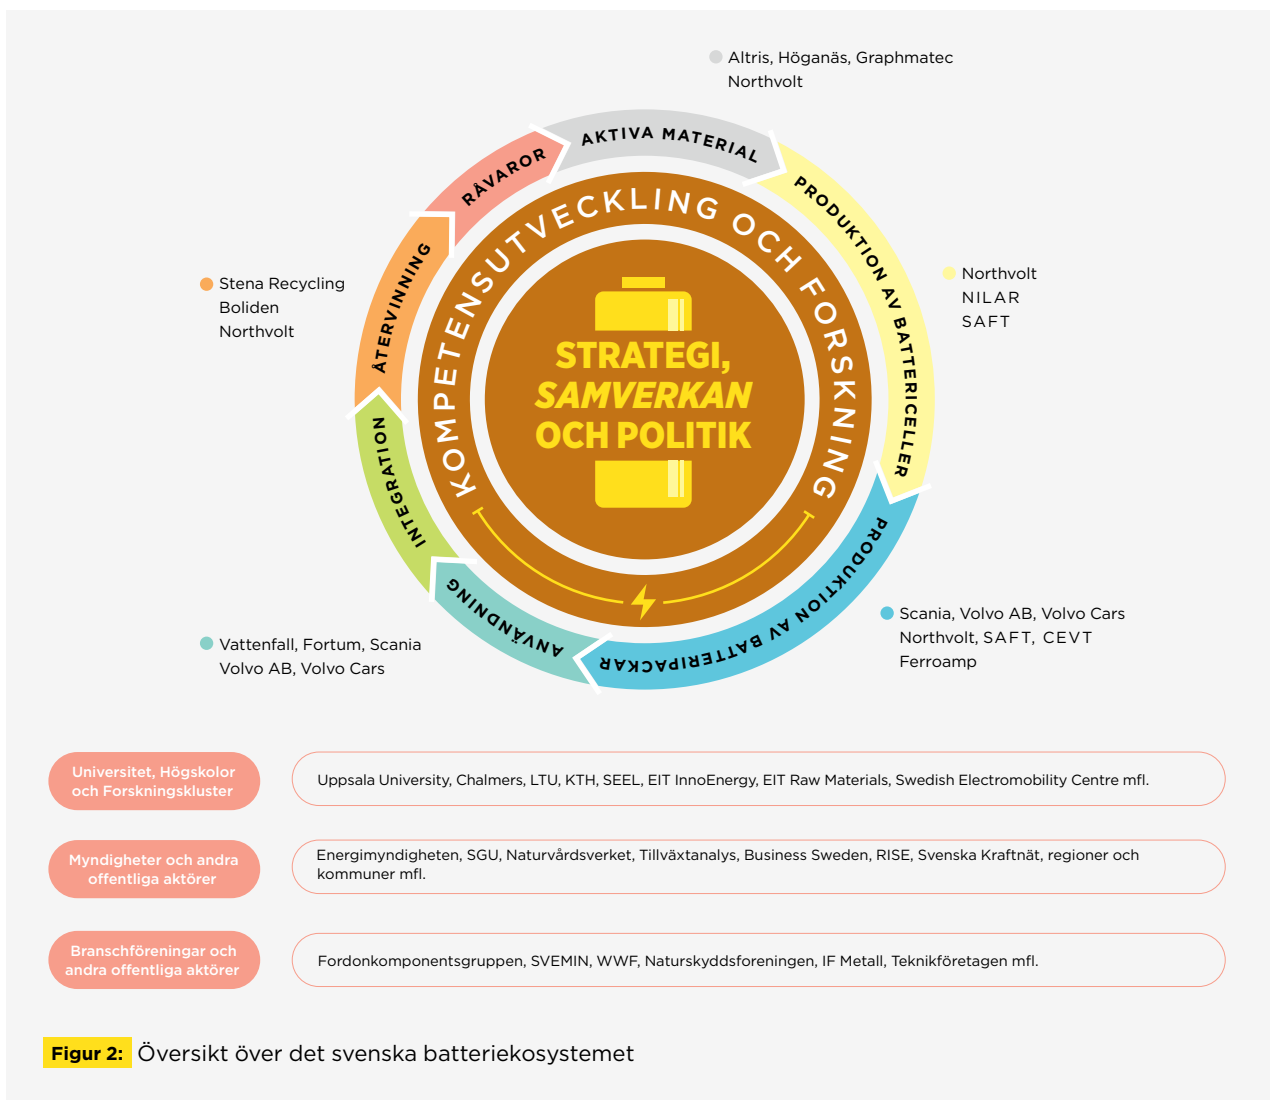 Altris, Höganäs, Graphmatec
Northvolt
AKTIVA MATERIAL
RÅVAROR
PRODUKTION AV BATTERICELLER
KOMPETENSUTVECKLING OCH FORSKNING
ÅTERVINNING
Stena Recycling
Boliden
Northvolt
Northvolt
NILAR
SAFT
STRATEGI,
SAMVERKAN
OCH POLITIK
INTEGRATION
PRODUKTION AV BATTERIPACKAR
ANVÄNDNING
Scania, Volvo AB, Volvo Cars
Northvolt, SAFT, CEVT
Ferroamp
Vattenfall, Fortum, Scania
Volvo AB, Volvo Cars
Universitet, Högskolor
och Forskningskluster
Uppsala University, Chalmers, LTU, KTH, SEEL, EIT InnoEnergy, EIT Raw Materials, Swedish Electromobility Centre mfl.
Myndigheter och andra
offentliga aktörer
Energimyndigheten, SGU, Naturvårdsverket, Tillväxtanalys, Business Sweden, RISE, Svenska Kraftnät, regioner och
kommuner mfl.
Branschföreningar och
andra offentliga aktörer
Fordonkomponentsgruppen, SVEMIN, WWF, Naturskyddsforeningen, IF Metall, Teknikföretagen mfl.
Figur 2: Översikt över det svenska batteriekosystemet